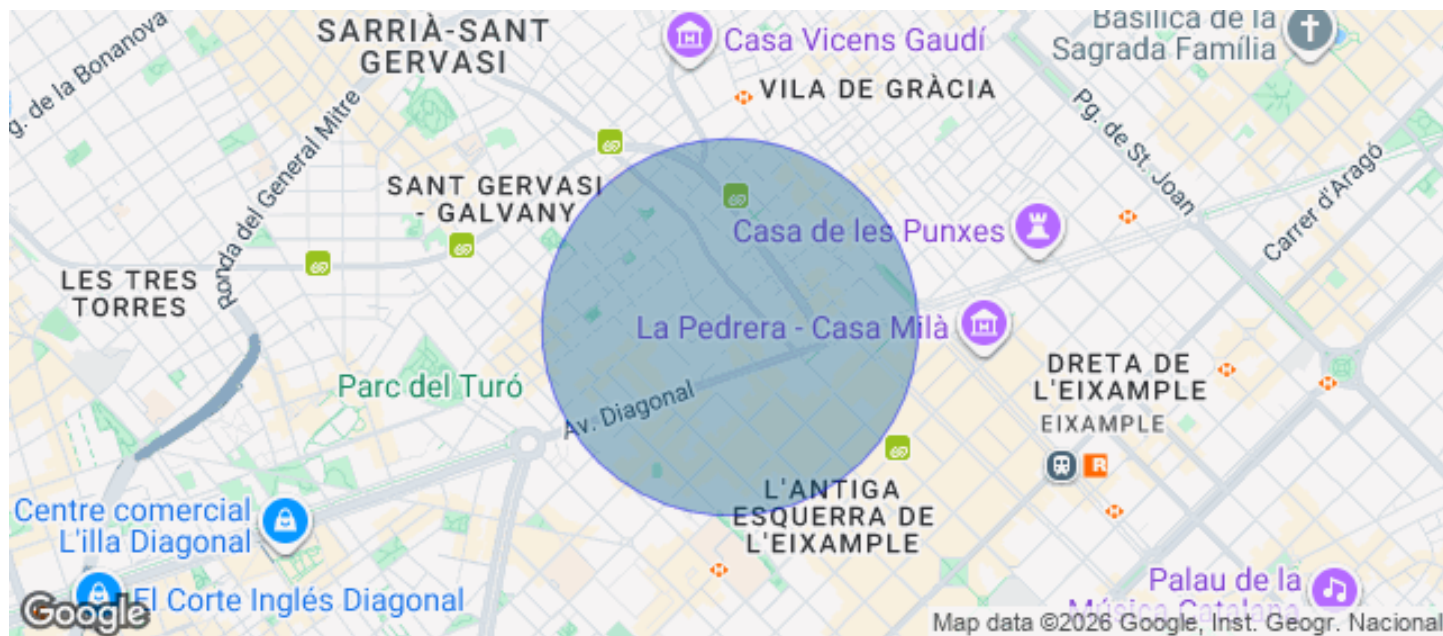 SARRIÀ-SANT
GERVASI
Casa Vicens Gaudí
Basílica de la
Sagrada Família
g. de la Bonanova
VILA DE GRÀCIA
Ronda del General Mitre
Pg. de St. Joan
SANT GERVASI
- GALVANY
Carrer d'Aragó
Casa de les Punxes
LES TRES
TORRES
La Pedrera - Casa Milà
DRETA DE
L'EIXAMPLE
EIXAMPLE
Parc del Turó
Av. Diagonal
R
L'ANTIGA
ESQUERRA DE
L'EIXAMPLE
Centre comercial
L'illa Diagonal
El Corte Inglés Diagonal
Palau de la
Música Catalana
Google
Map data ©2026 Google, Inst. Geogr. Nacional